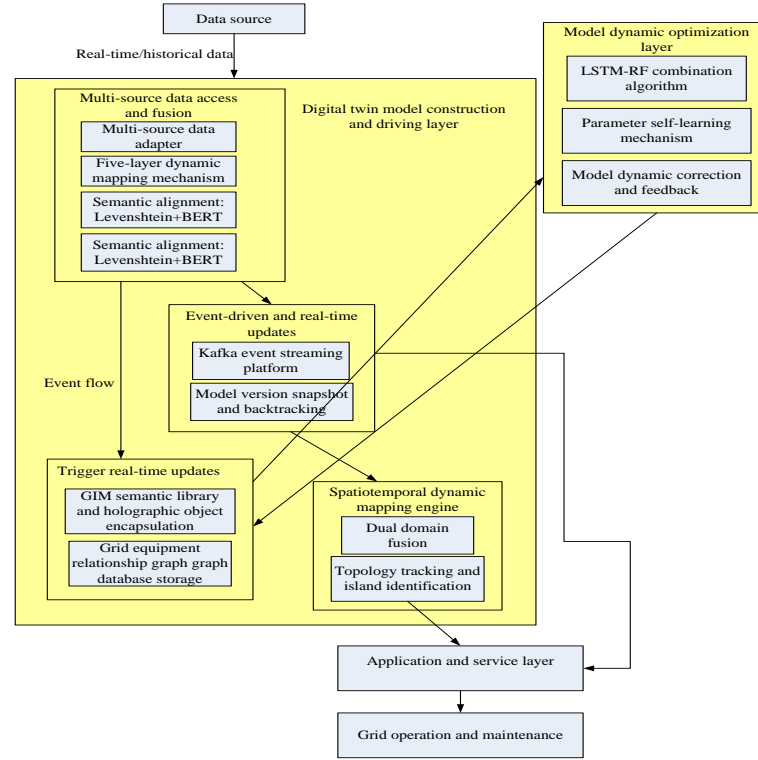 Data source
Real-time/historical data
Model dynamic optimization
layer
LSTM-RF combination
algorithm
Parameter self-learning
mechanism
Model dynamic correction
and feedback
Digital twin model construction
and driving layer
Multi-source data access
and fusion
Multi-source data
adapter
Five-layer dynamic
mapping mechanism
Semantic alignment:
Levenshtein+BERT
Semantic alignment:
Levenshtein+BERT
Event-driven and real-time
updates
Kafka event streaming
platform
Model version snapshot
and backtracking
Event flow
Trigger real-time updates
GIM semantic library
and holographic object
encapsulation
Grid equipment
relationship graph graph
database storage
Spatiotemporal dynamic
mapping engine
Dual domain
fusion
Topology tracking and
island identification
Application and service layer
Grid operation and maintenance